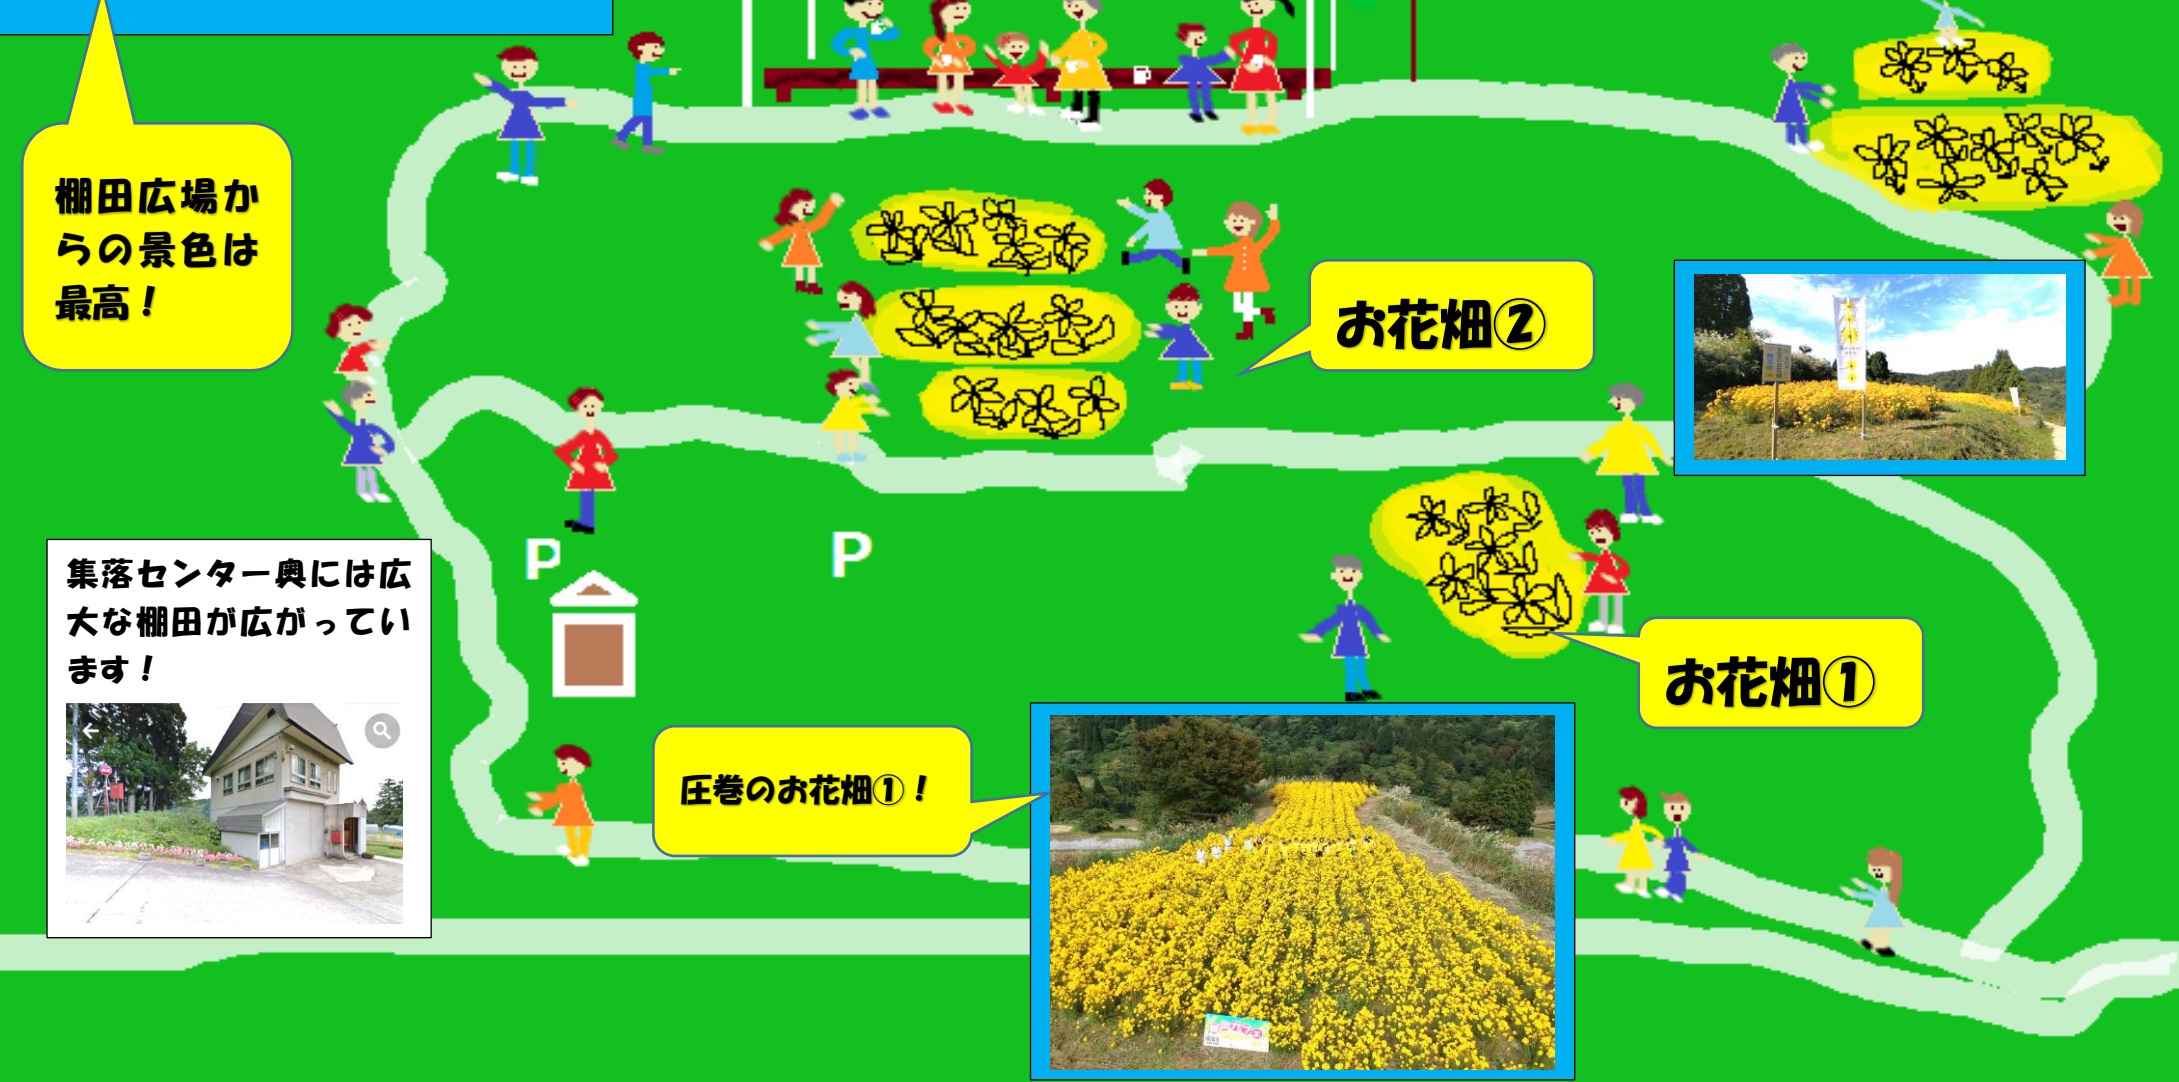 棚田広場か
らの景色は
最高！
お花畑②
集落センター奥には広
大な棚田が広がってい
ます！
P
P
お花畑①
圧巻のお花畑①！